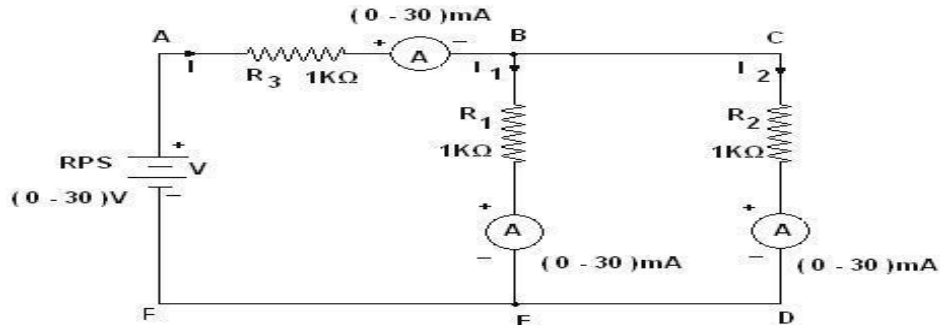 ( 0 - 30 )mA
A
B
C
I
+
A
–
R3 1KΩ
I1
I2
R1
1KΩ
R2
1KΩ
RPS
+
V
–
( 0 - 30 )V
+
A
–
( 0 - 30 )mA
+
A
–
( 0 - 30 )mA
F
E
D